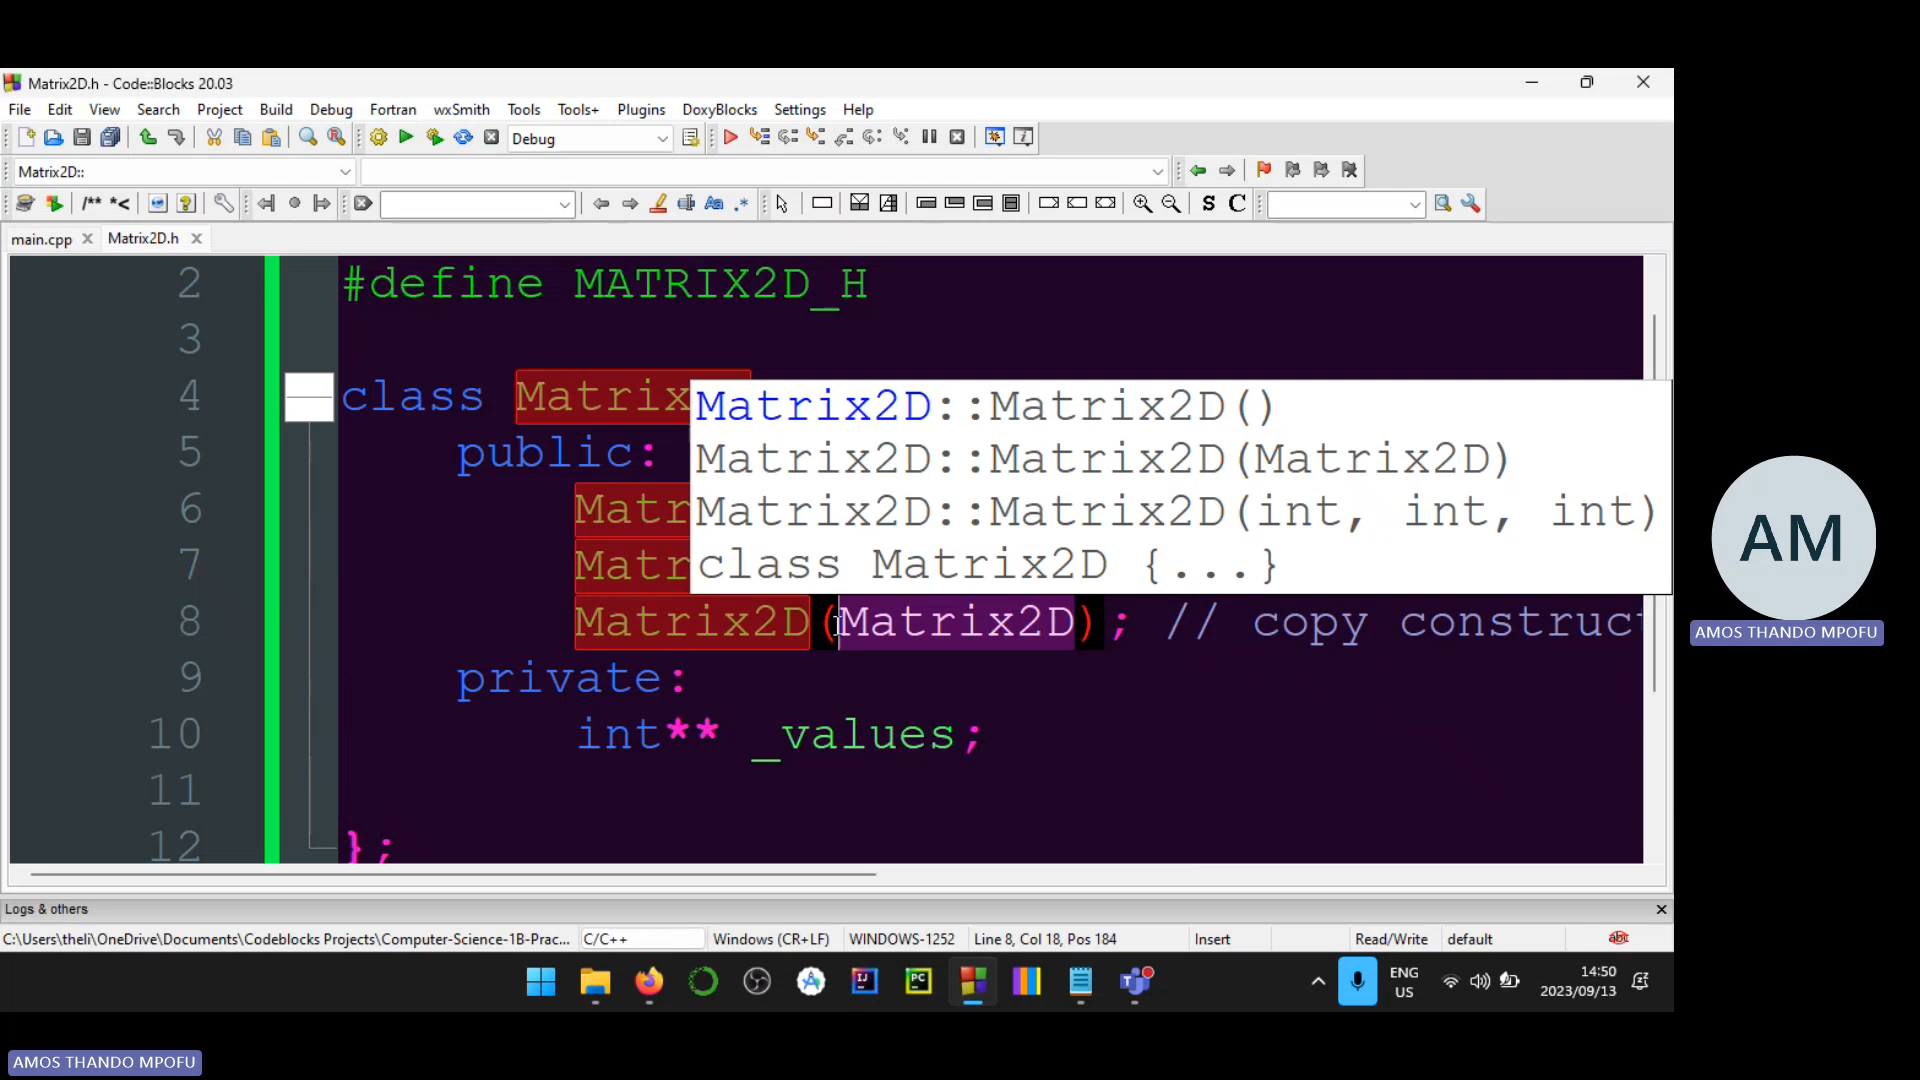 Matrix2D.h - Code::Blocks 20.03
File Edit View Search Project Build Debug Fortran wxSmith Tools Tools+ Plugins DoxyBlocks Settings Help
Debug
Matrix2D::
/** *<
S C
main.cpp Matrix2D.h
2 #define MATRIX2D_H
3
4 class Matrix
Matrix2D::Matrix2D()
5 public:
Matrix2D::Matrix2D(Matrix2D)
6 Matr
Matrix2D::Matrix2D(int, int, int)
7 Matr
class Matrix2D {...}
8 Matrix2D(Matrix2D); // copy construct
9 private:
10 int** _values;
11
12 };
AM
AMOS THANDO MPOFU
Logs & others
C:\Users\theli\OneDrive\Documents\Codeblocks Projects\Computer-Science-1B-Prac... C/C++ Windows (CR+LF) WINDOWS-1252 Line 8, Col 18, Pos 184 Insert Read/Write default
ENG
US
14:50
2023/09/13
AMOS THANDO MPOFU